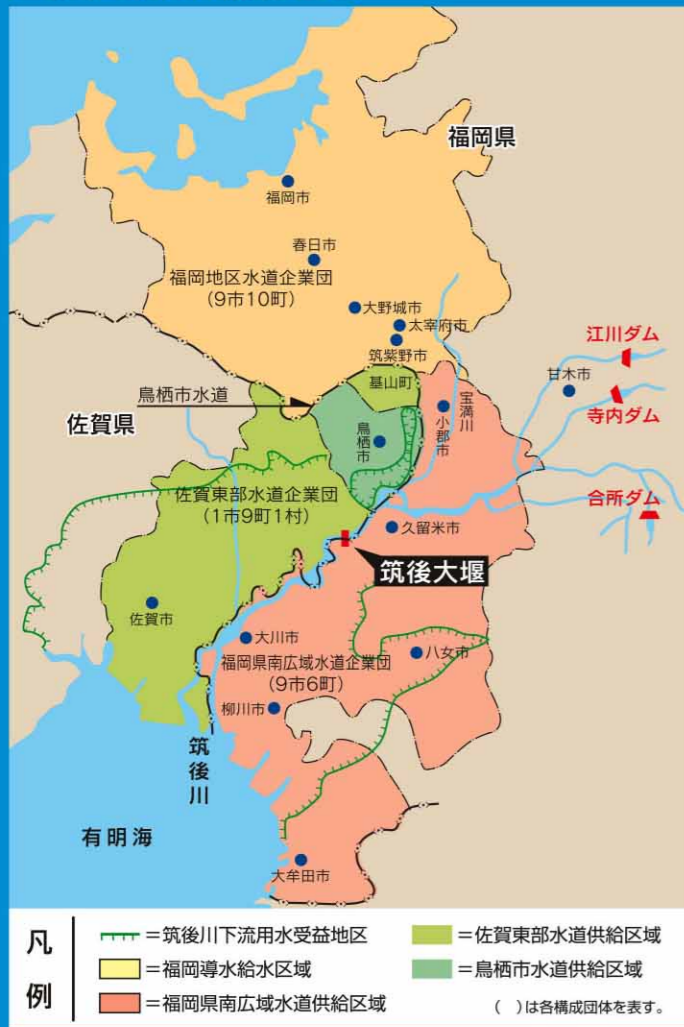 福岡県
福岡市
春日市
福岡地区水道企業団
(9市10町)
大野城市
太宰府市
筑紫野市
江川ダム
基山町
甘木市
鳥栖市水道
宝満川
寺内ダム
佐賀県
小郡市
鳥栖市
佐賀東部水道企業団
(1市9町1村)
合所ダム
久留米市
筑後大堰
佐賀市
大川市
八女市
福岡県南広域水道企業団
(9市6町)
柳川市
筑後川
有明海
大牟田市
凡例
=筑後川下流用水受益地区
=佐賀東部水道供給区域
=福岡導水給水区域
=鳥栖市水道供給区域
=福岡県南広域水道供給区域
( )は各構成団体を表す。